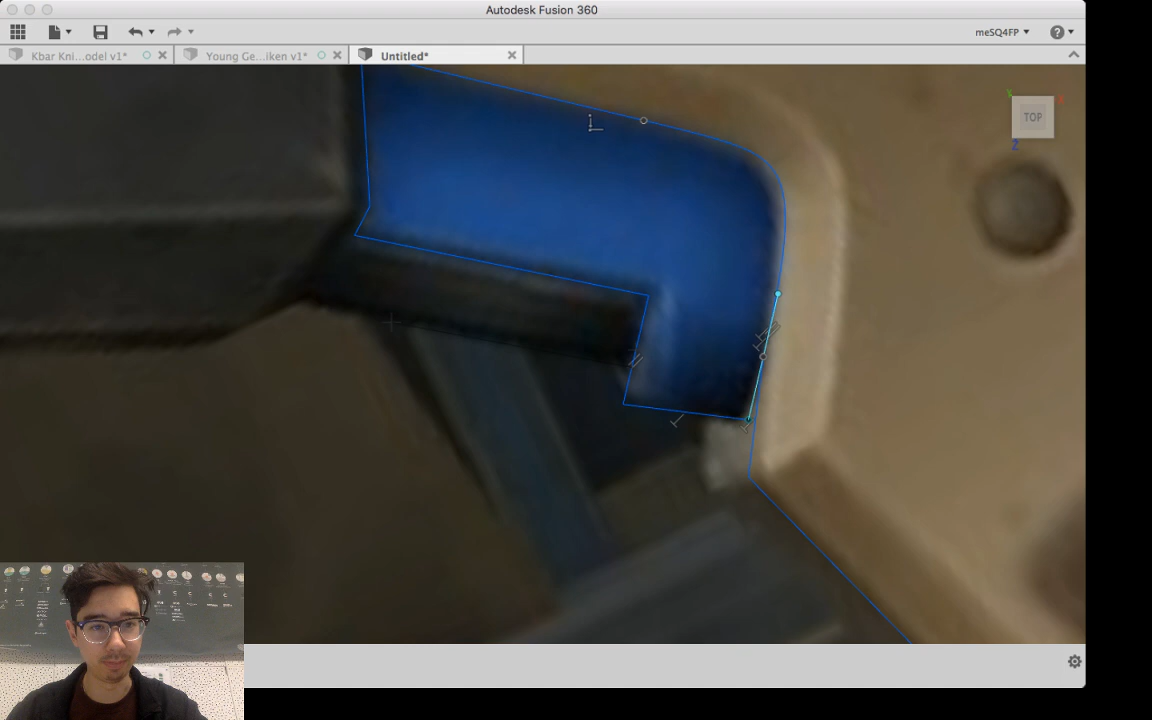 Autodesk Fusion 360
meSQ4FP
Kbar Kni...odel v1*
Young Ge...iken v1*
Untitled*
TOP
X
Z